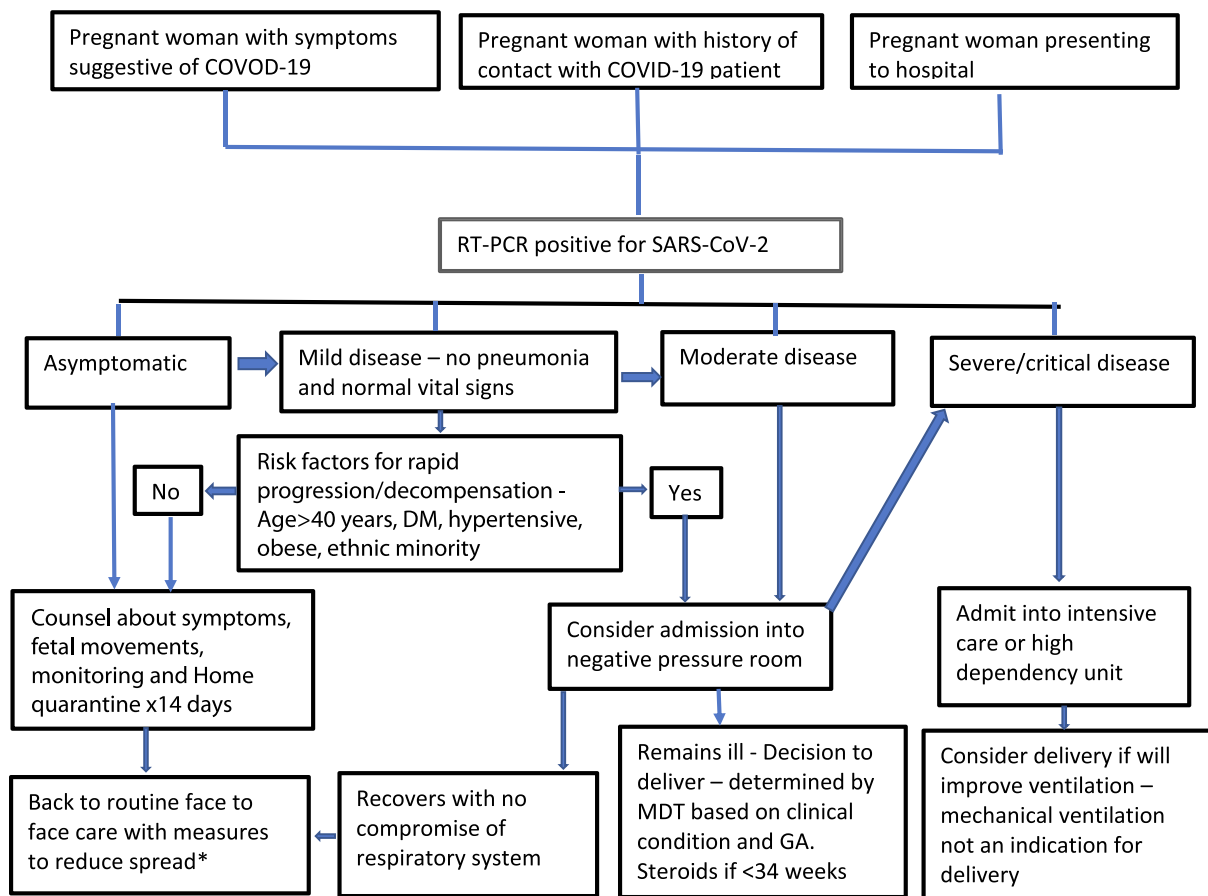 Pregnant woman with symptoms
suggestive of COVOD-19
Pregnant woman with history of
contact with COVID-19 patient
Pregnant woman presenting
to hospital
RT-PCR positive for SARS-CoV-2
Asymptomatic
Mild disease – no pneumonia
and normal vital signs
Moderate disease
Severe/critical disease
No
Risk factors for rapid
progression/decompensation -
Age>40 years, DM, hypertensive,
obese, ethnic minority
Yes
Counsel about symptoms,
fetal movements,
monitoring and Home
quarantine x14 days
Consider admission into
negative pressure room
Admit into intensive
care or high
dependency unit
Back to routine face to
face care with measures
to reduce spread*
Recovers with no
compromise of
respiratory system
Remains ill - Decision to
deliver – determined by
MDT based on clinical
condition and GA.
Steroids if <34 weeks
Consider delivery if will
improve ventilation –
mechanical ventilation
not an indication for
delivery